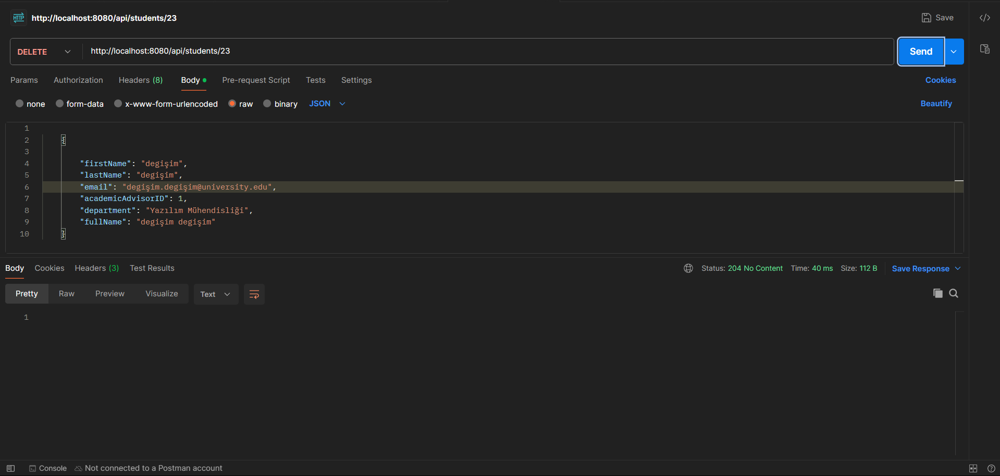 HTTP http://localhost:8080/api/students/23 Save
DELETE http://localhost:8080/api/students/23 Send
Params Authorization Headers (8) Body Pre-request Script Tests Settings Cookies
none form-data x-www-form-urlencoded raw binary JSON Beautify
1
2 {
3
4 "firstName": "degişim",
5 "lastName": "degişim",
6 "email": "degişim.degişim@university.edu",
7 "academicAdvisorID": 1,
8 "department": "Yazılım Mühendisliği",
9 "fullName": "degişim degişim"
10 }
Body Cookies Headers (3) Test Results Status: 204 No Content Time: 40 ms Size: 112 B Save Response
Pretty Raw Preview Visualize Text
1
Console Not connected to a Postman account